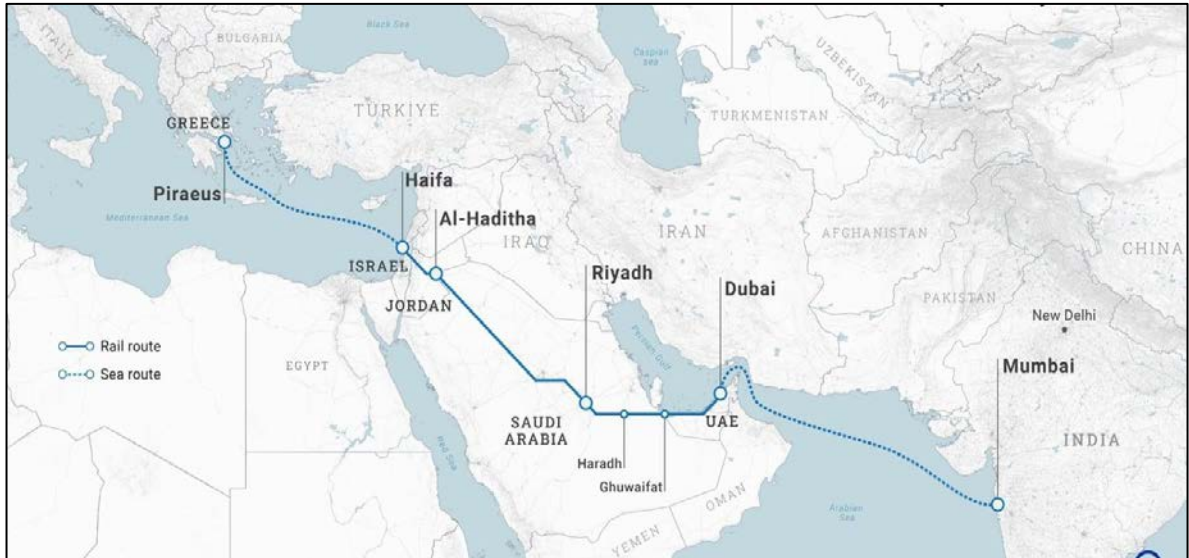 Black Sea
ITALY
BULGARIA
Caspian
sea
UZBEKISTAN
TÜRKIYE
TURKMENISTAN
GREECE
Piraeus
Haifa
Al-Haditha
Mediterranean Sea
IRAQ
IRAN
AFGHANISTAN
CHINA
ISRAEL
JORDAN
Riyadh
Dubai
PAKISTAN
New Delhi
Rail route
Sea route
EGYPT
Persian Gulf
Mumbai
SAUDI
ARABIA
UAE
INDIA
Haradh
Ghuwaifat
Red Sea
OMAN
YEMEN
Arabian
Sea